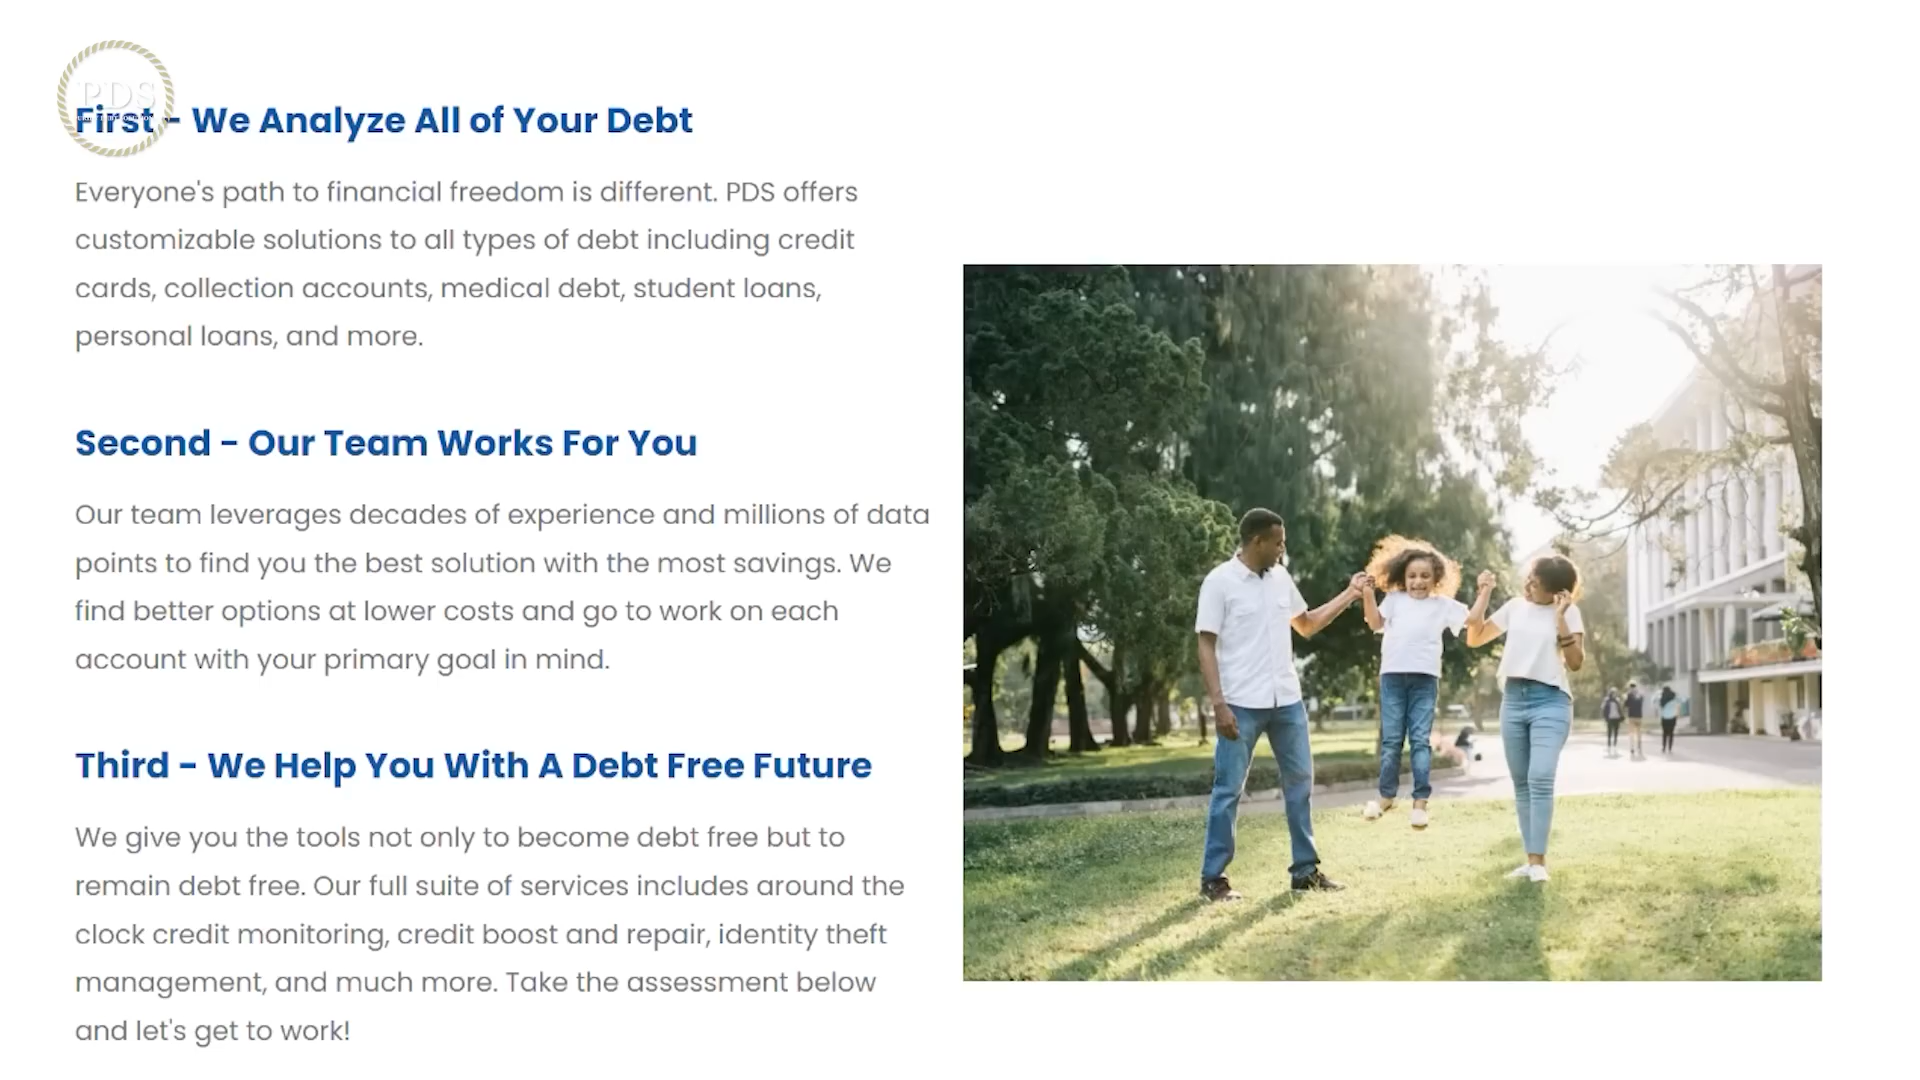 PDS
First - We Analyze All of Your Debt
Everyone's path to financial freedom is different. PDS offers
customizable solutions to all types of debt including credit
cards, collection accounts, medical debt, student loans,
personal loans, and more.
Second - Our Team Works For You
Our team leverages decades of experience and millions of data
points to find you the best solution with the most savings. We
find better options at lower costs and go to work on each
account with your primary goal in mind.
Third - We Help You With A Debt Free Future
We give you the tools not only to become debt free but to
remain debt free. Our full suite of services includes around the
clock credit monitoring, credit boost and repair, identity theft
management, and much more. Take the assessment below
and let's get to work!